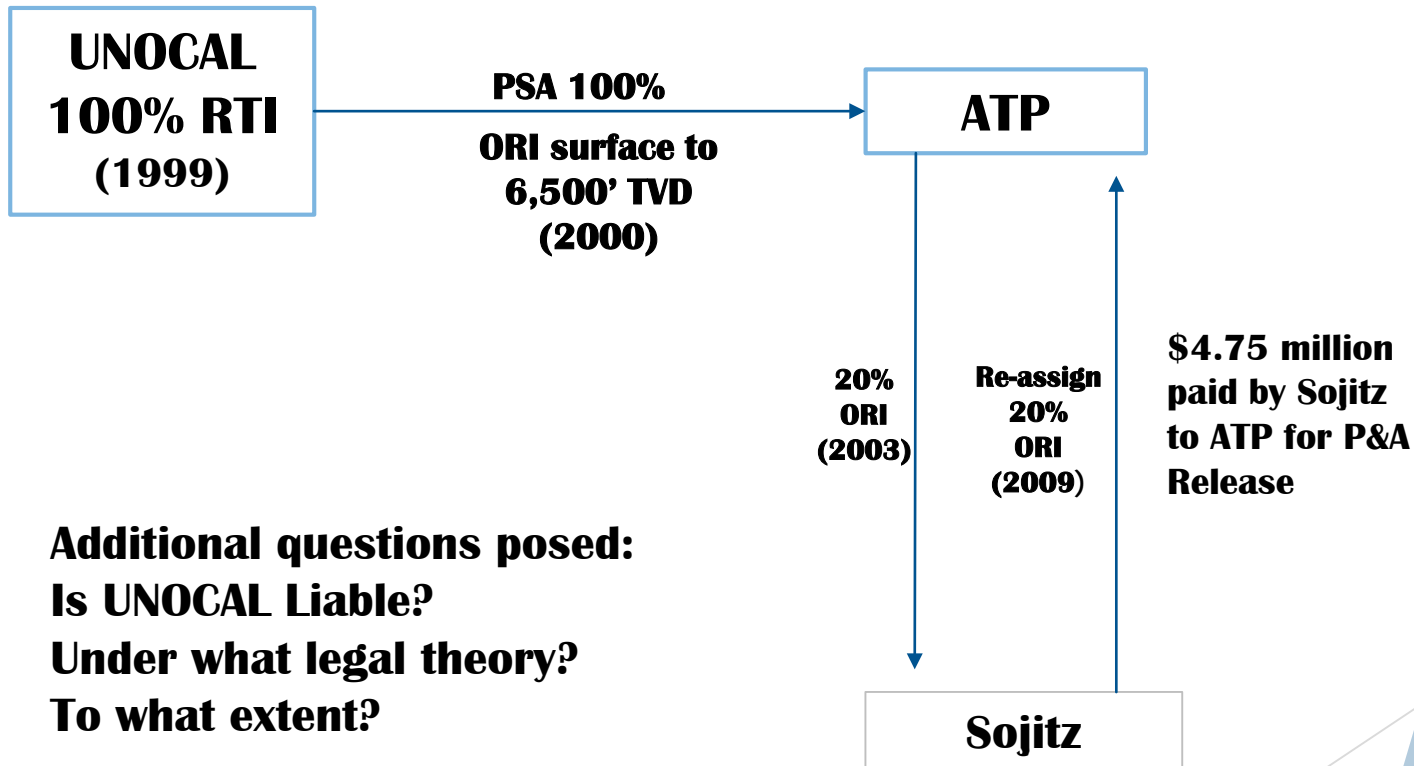 UNOCAL
100% RTI
(1999)
PSA 100%
ORI surface to
6,500’ TVD
(2000)
ATP
20%
ORI
(2003)
Re-assign
20%
ORI
(2009)
$4.75 million
paid by Sojitz
to ATP for P&A
Release
Additional questions posed:
Is UNOCAL Liable?
Under what legal theory?
To what extent?
Sojitz